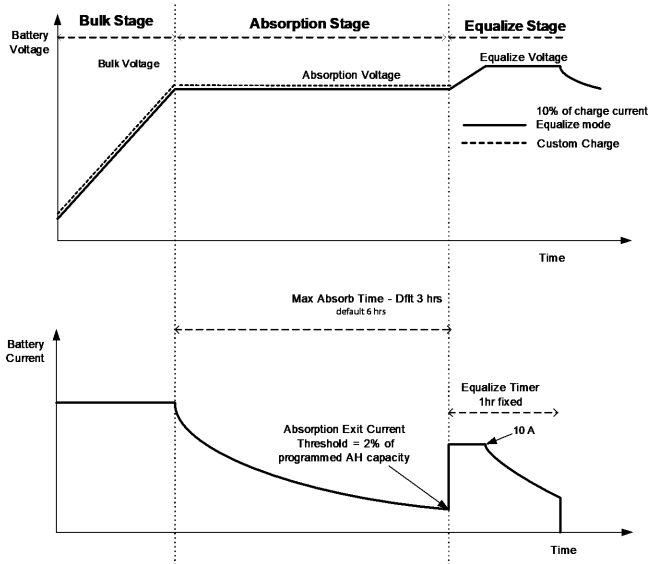 Bulk Stage
Absorption Stage
Equalize Stage
Battery
Voltage
Bulk Voltage
Absorption Voltage
Equalize Voltage
10% of charge current
Equalize mode
Custom Charge
Time
Max Absorb Time - Dflt 3 hrs
default 6 hrs
Battery
Current
Equalize Timer
1hr fixed
Absorption Exit Current
Threshold = 2% of
programmed AH capacity
10 A
Time